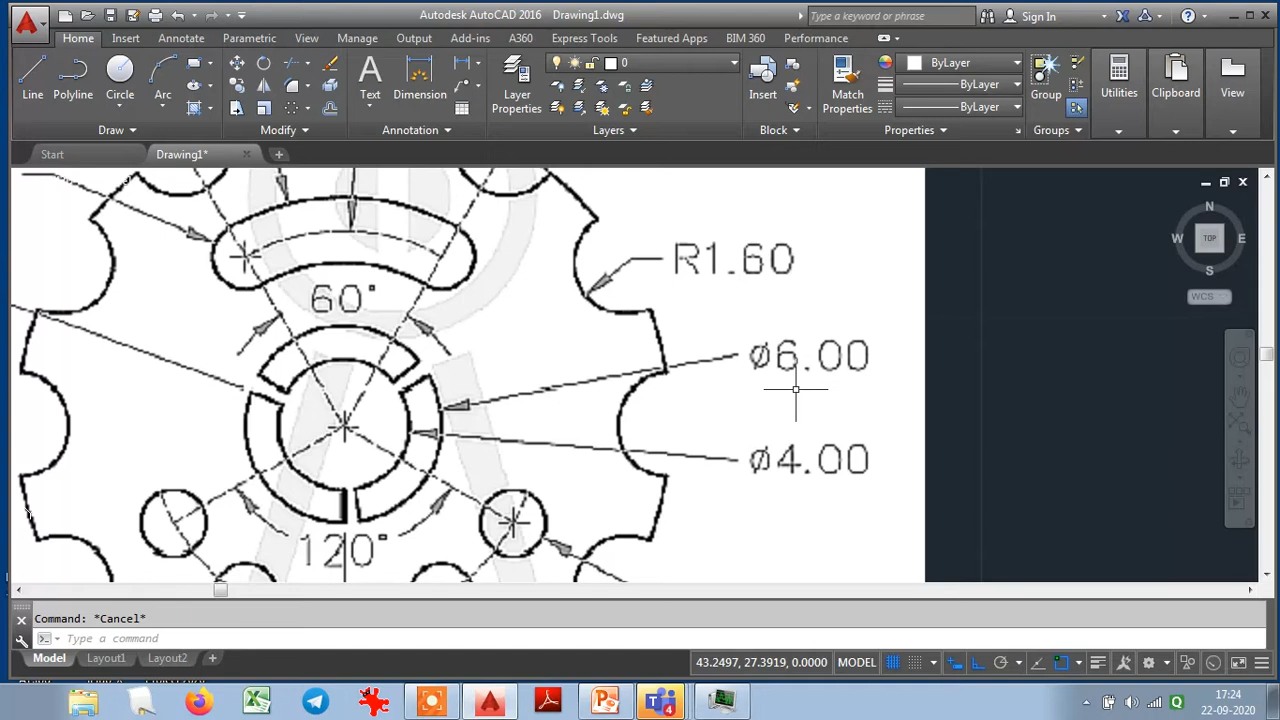 Autodesk AutoCAD 2016 Drawing1.dwg
Type a keyword or phrase
Sign In
Home Insert Annotate Parametric View Manage Output Add-ins A360 Express Tools Featured Apps BIM 360 Performance
0
ByLayer
ByLayer
ByLayer
Line Polyline Circle Arc
Text Dimension
Layer Properties
Insert
Match Properties
Group Utilities Clipboard View
Draw Modify Annotation Layers Block Properties Groups
Start Drawing1*
N
W TOP E
S
WCS
R1.60
60°
ø6.00
ø4.00
120°
Command: *Cancel*
Type a command
Model Layout1 Layout2
43.2497, 27.3919, 0.0000 MODEL
4
17:24
22-09-2020